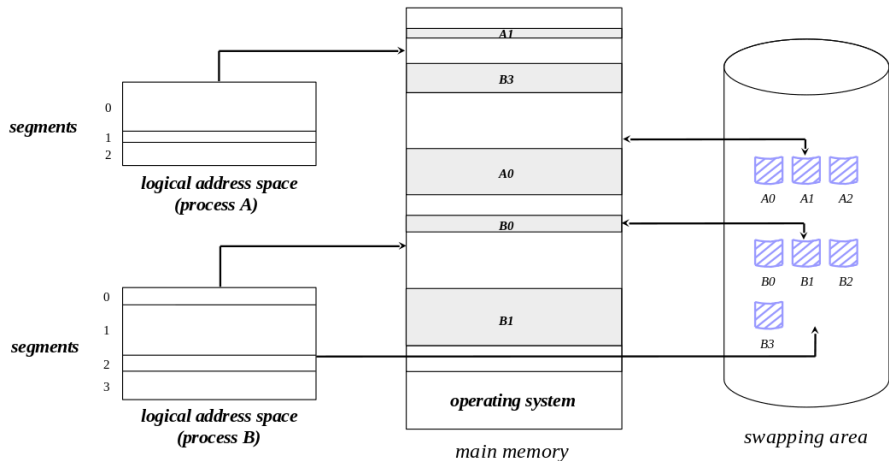 A1
B3
A0
B0
B1
operating system
main memory
segments
0
1
2
logical address space
(process A)
segments
0
1
2
3
logical address space
(process B)
A0 A1 A2
B0 B1 B2
B3
swapping area